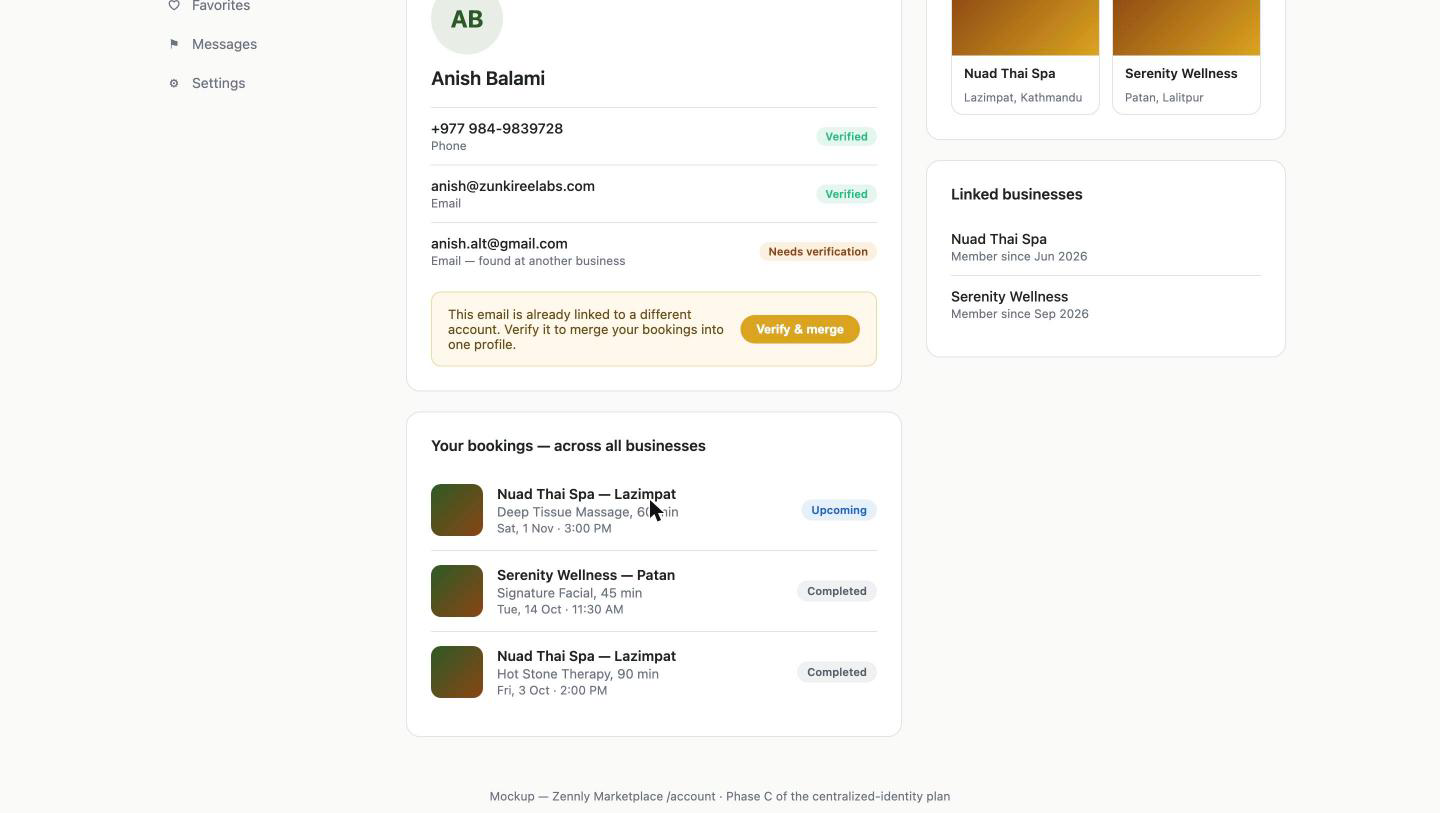 Favorites
Messages
Settings
AB
Anish Balami
+977 984-9839728
Phone
Verified
anish@zunkireelabs.com
Email
Verified
anish.alt@gmail.com
Email — found at another business
Needs verification
This email is already linked to a different
account. Verify it to merge your bookings into
one profile.
Verify & merge
Your bookings — across all businesses
Nuad Thai Spa — Lazimpat
Deep Tissue Massage,
Sat, 1 Nov · 3:00 PM
Upcoming
Serenity Wellness — Patan
Signature Facial, 45 min
Tue, 14 Oct · 11:30 AM
Completed
Nuad Thai Spa — Lazimpat
Hot Stone Therapy, 90 min
Fri, 3 Oct · 2:00 PM
Completed
Nuad Thai Spa
Lazimpat, Kathmandu
Serenity Wellness
Patan, Lalitpur
Linked businesses
Nuad Thai Spa
Member since Jun 2026
Serenity Wellness
Member since Sep 2026
Mockup — Zennly Marketplace /account · Phase C of the centralized-identity plan